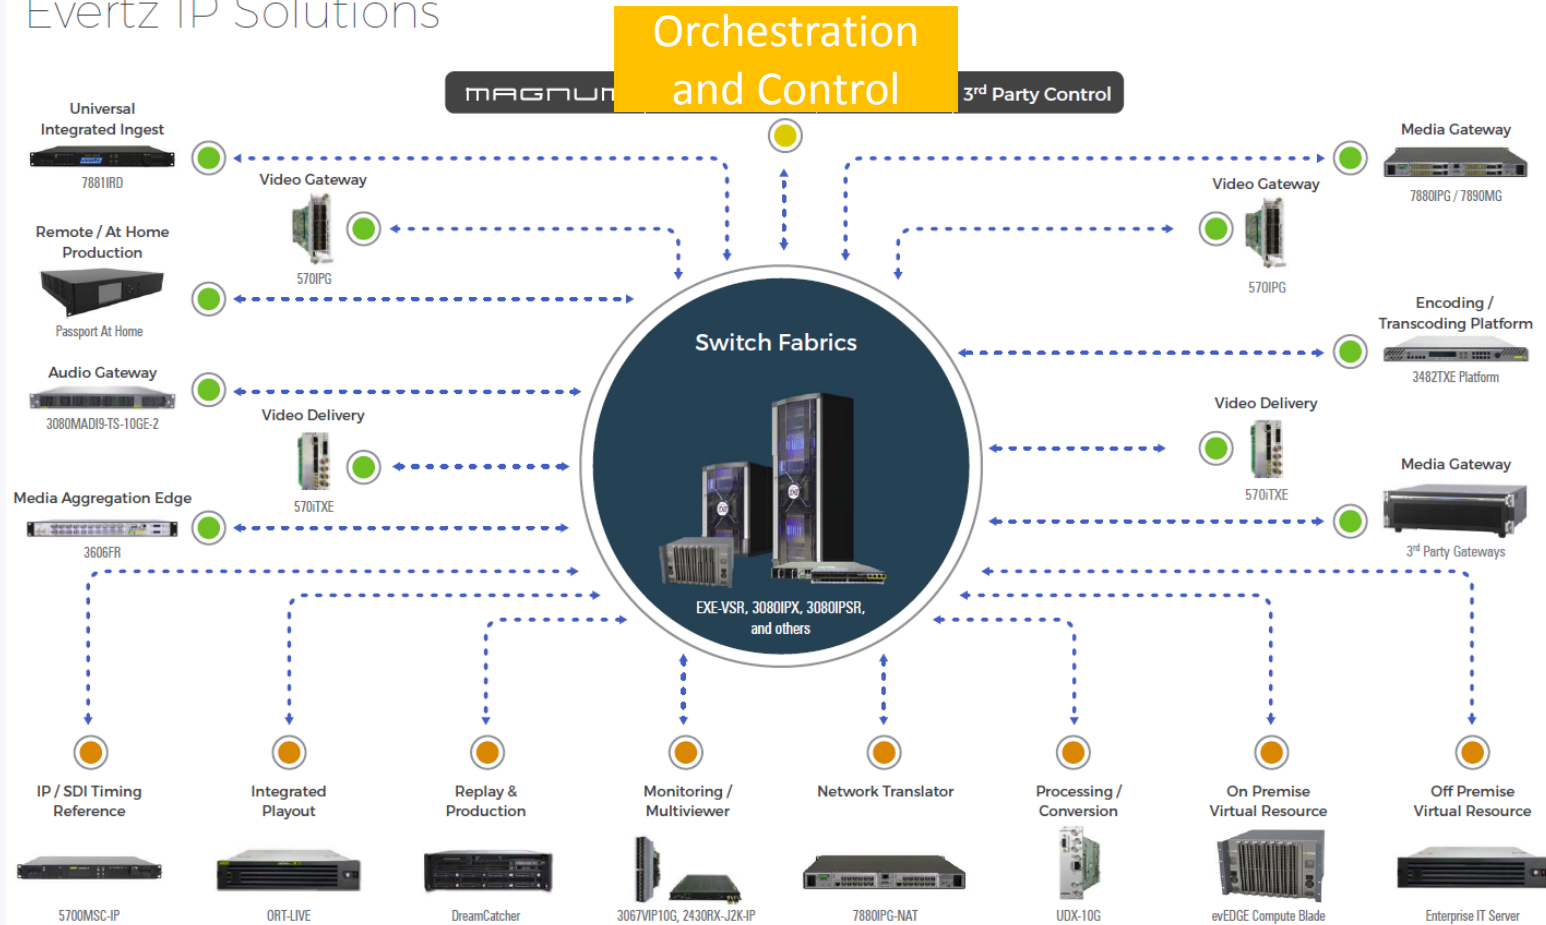 Evertz IP Solutions
Orchestration
and Control
MAGNUM
3rd Party Control
Universal
Integrated Ingest
7881IRD
Video Gateway
570IPG
Remote / At Home
Production
Passport At Home
Audio Gateway
3080MADI9-TS-10GE-2
Video Delivery
570iTXE
Media Aggregation Edge
3606FR
Media Gateway
7880IPG / 7890MG
Video Gateway
570IPG
Encoding /
Transcoding Platform
3482TXE Platform
Video Delivery
570iTXE
Media Gateway
3rd Party Gateways
Switch Fabrics
EXE-VSR, 3080IPX, 3080IPSR,
and others
IP / SDI Timing
Reference
5700MSC-IP
Integrated
Playout
ORT-LIVE
Replay &
Production
DreamCatcher
Monitoring /
Multiviewer
3067VIP10G, 2430RX-J2K-IP
Network Translator
7880IPG-NAT
Processing /
Conversion
UDX-10G
On Premise
Virtual Resource
evEDGE Compute Blade
Off Premise
Virtual Resource
Enterprise IT Server